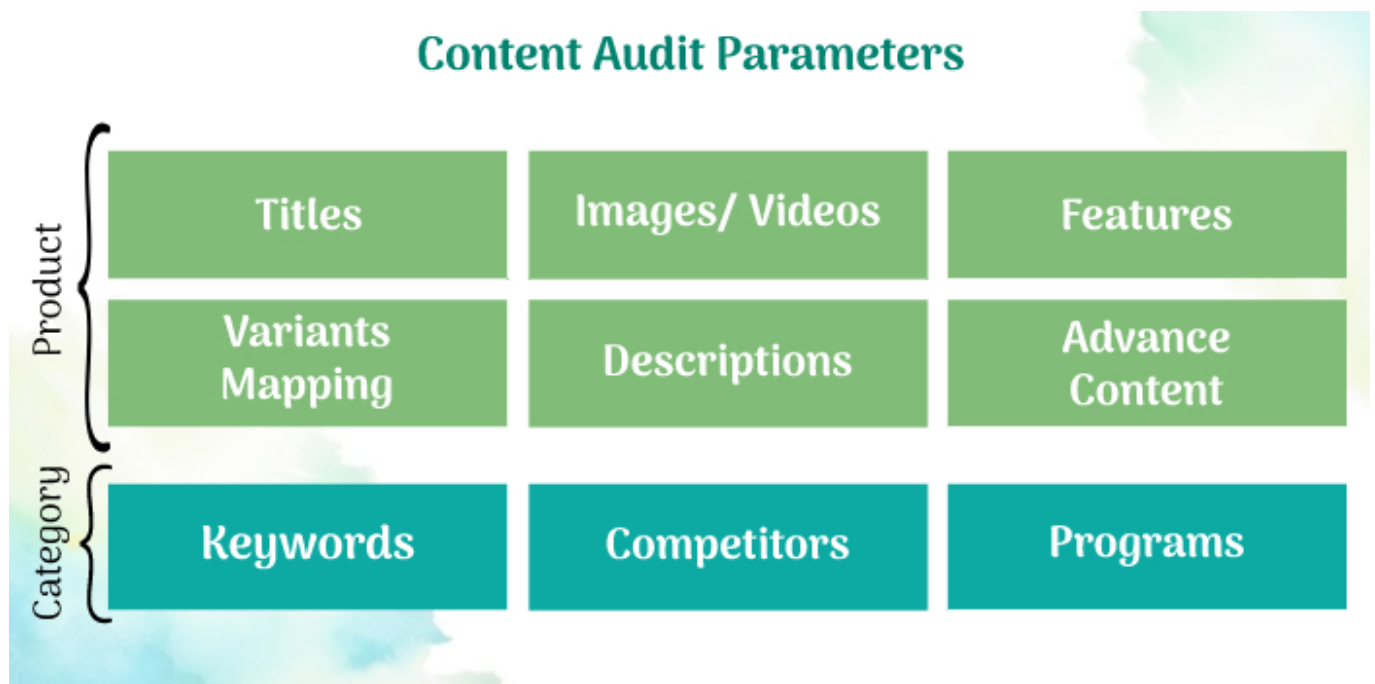 Content Audit Parameters
Product
Titles
Images/ Videos
Features
Variants
Mapping
Descriptions
Advance
Content
Category
Keywords
Competitors
Programs